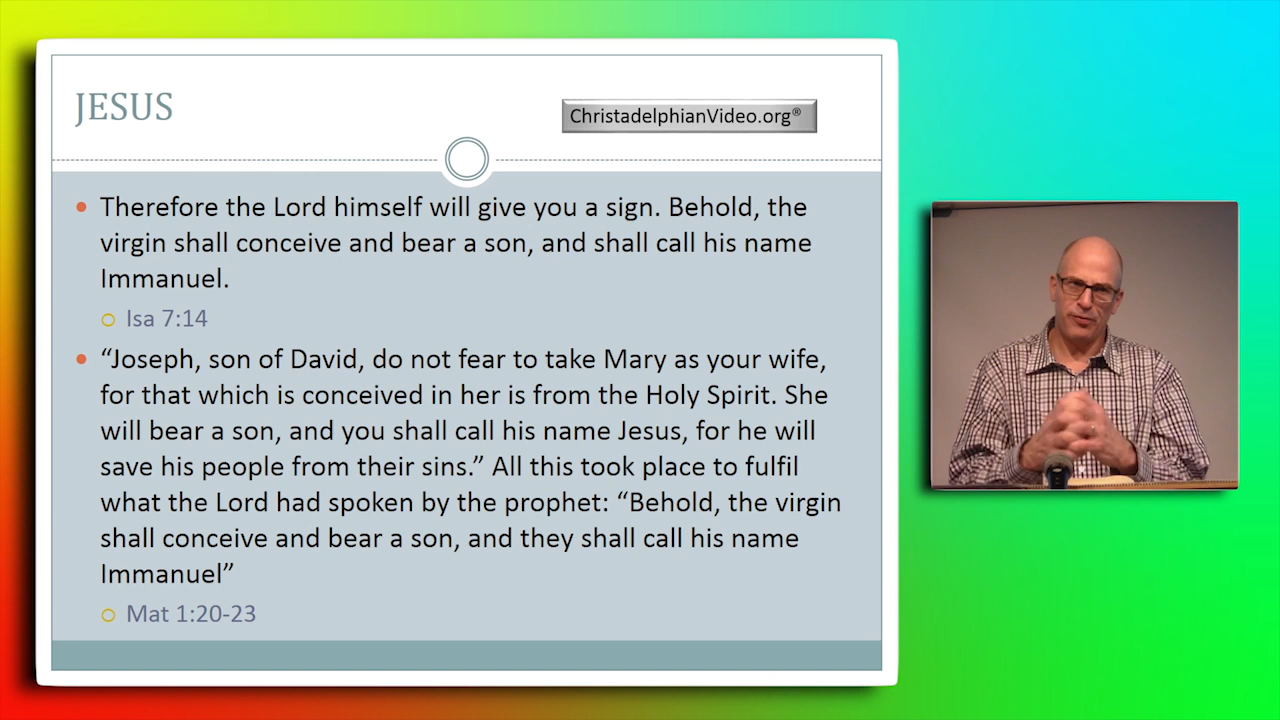 JESUS
ChristadelphianVideo.org®
Therefore the Lord himself will give you a sign. Behold, the
virgin shall conceive and bear a son, and shall call his name
Immanuel.
Isa 7:14
“Joseph, son of David, do not fear to take Mary as your wife,
for that which is conceived in her is from the Holy Spirit. She
will bear a son, and you shall call his name Jesus, for he will
save his people from their sins.” All this took place to fulfil
what the Lord had spoken by the prophet: “Behold, the virgin
shall conceive and bear a son, and they shall call his name
Immanuel”
Mat 1:20-23